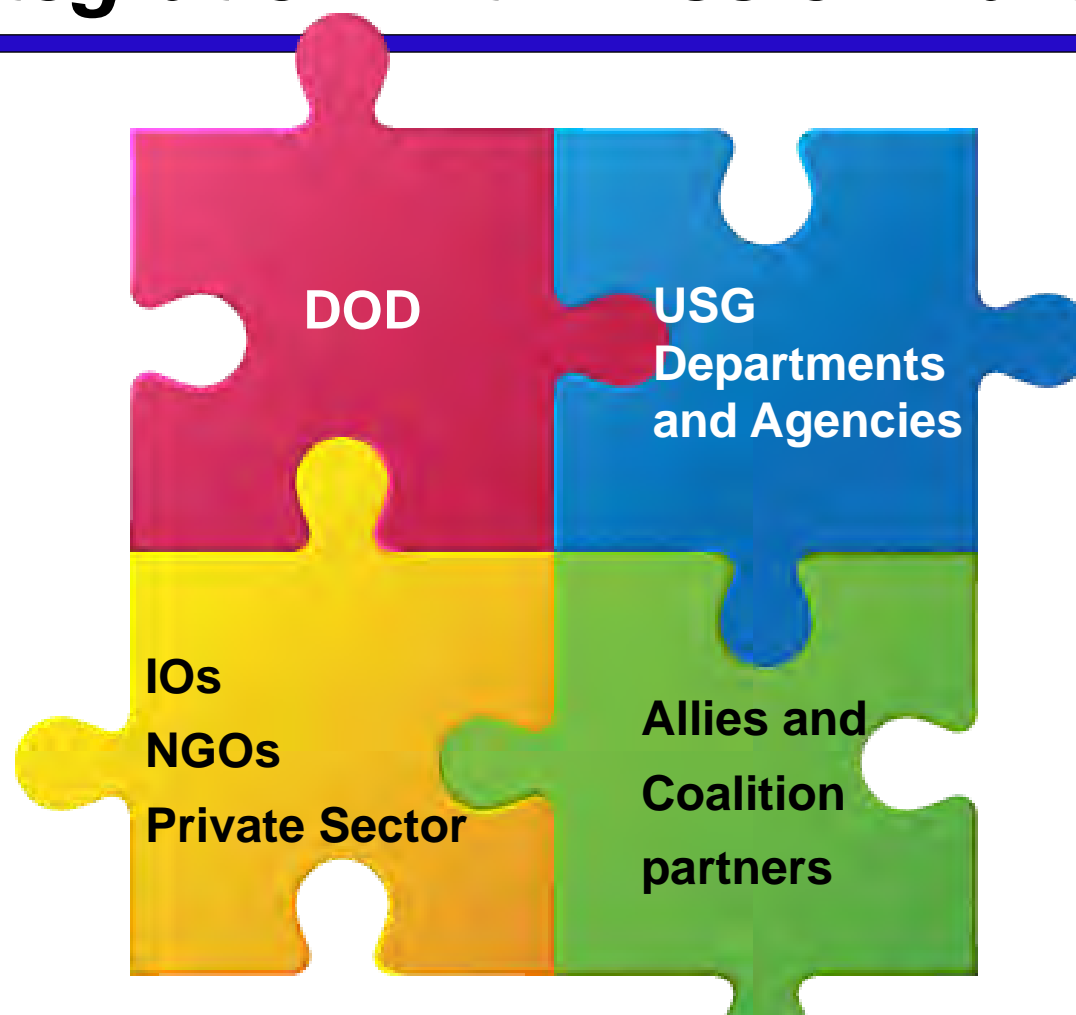 DOD
USG
Departments
and Agencies
IOs
NGOs
Private Sector
Allies and
Coalition
partners